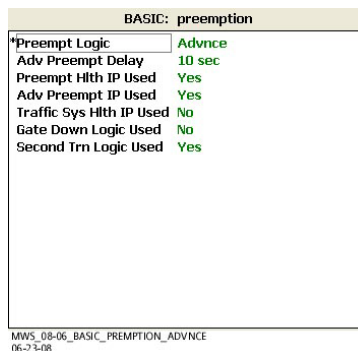 BASIC: preemption
*Preempt Logic Advnce
Adv Preempt Delay 10 sec
Preempt Hlth IP Used Yes
Adv Preempt IP Used Yes
Traffic Sys Hlth IP Used No
Gate Down Logic Used No
Second Trn Logic Used Yes
MWS_08-06_BASIC_PREMPTION_ADVNCE
06-23-08